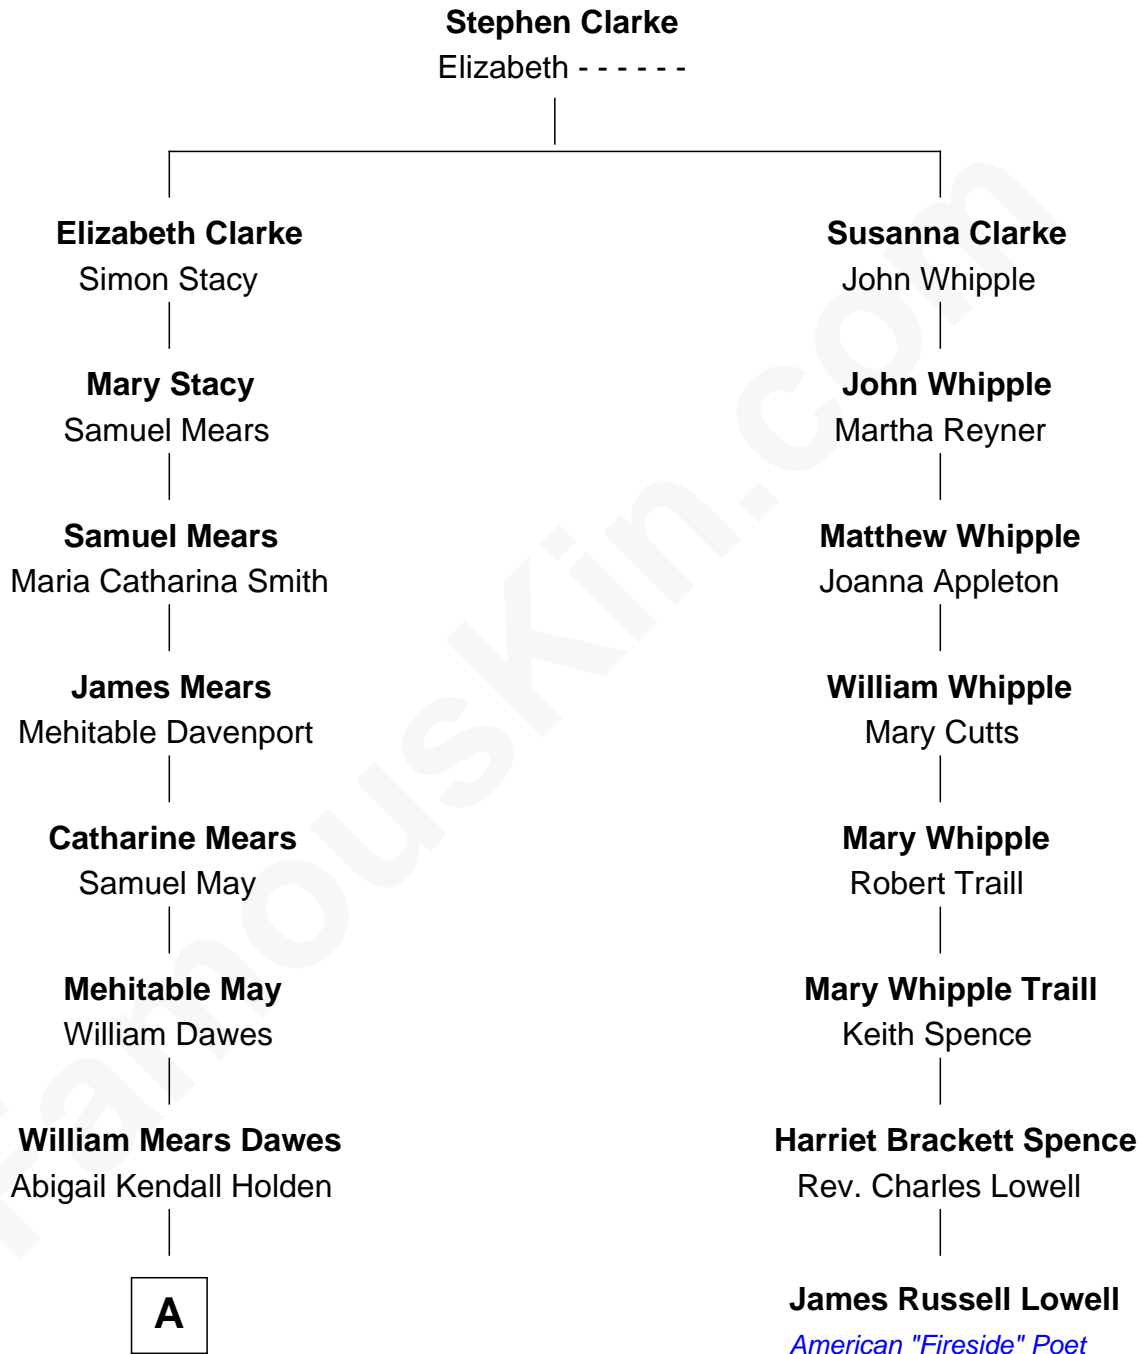 Stephen Clarke
Elizabeth - - - - - -
Elizabeth Clarke
Simon Stacy
Susanna Clarke
John Whipple
Mary Stacy
Samuel Mears
John Whipple
Martha Reyner
Samuel Mears
Maria Catharina Smith
Matthew Whipple
Joanna Appleton
James Mears
Mehitable Davenport
William Whipple
Mary Cutts
Catharine Mears
Samuel May
Mary Whipple
Robert Traill
Mehitable May
William Dawes
Mary Whipple Traill
Keith Spence
William Mears Dawes
Abigail Kendall Holden
Harriet Brackett Spence
Rev. Charles Lowell
A
James Russell Lowell
American "Fireside" Poet
FamousKin.com